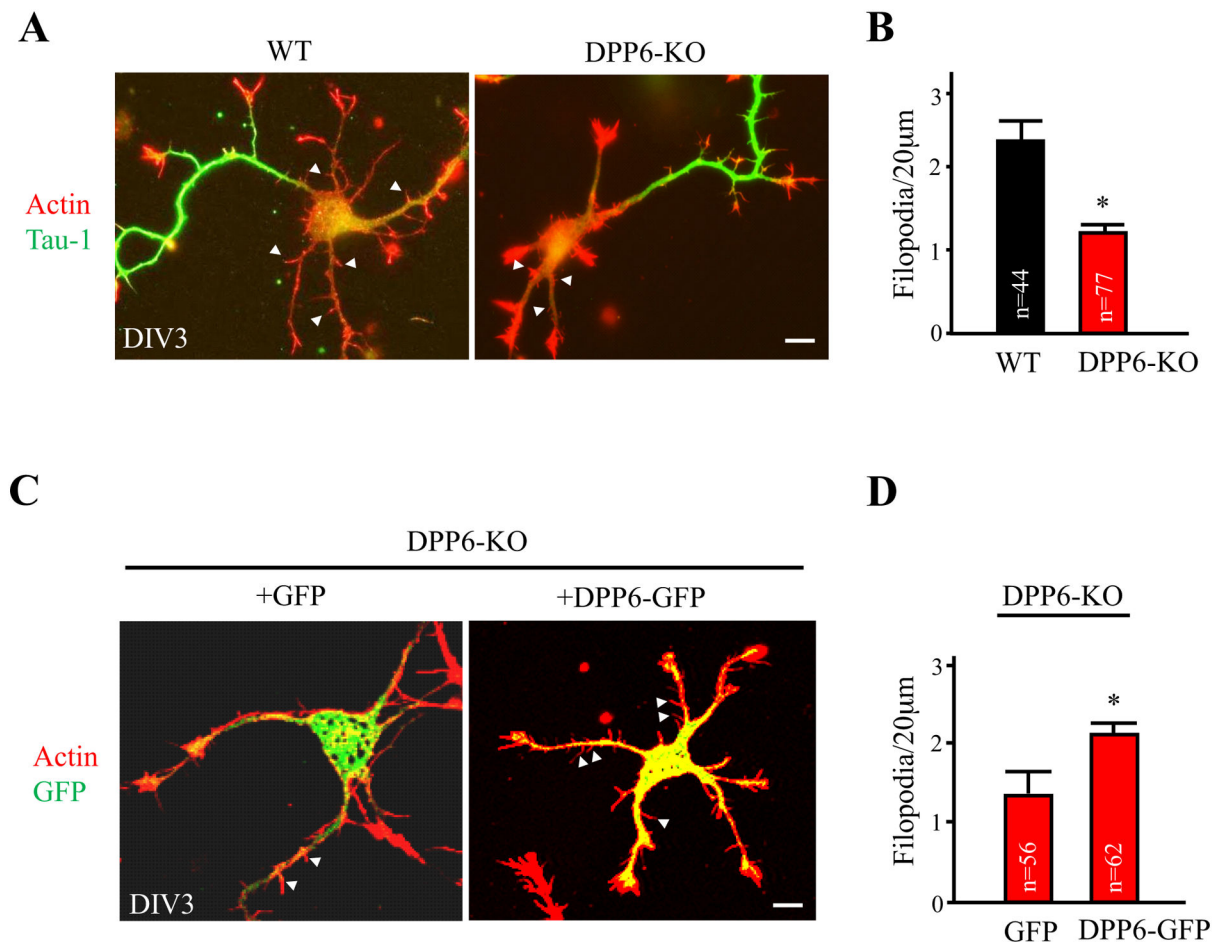 A
WT
DPP6-KO
Actin
Tau-1
DIV3
B
Filopodia/20μm
3
2
1
0
n=44
n=77
*
WT
DPP6-KO
C
DPP6-KO
+GFP
+DPP6-GFP
Actin
GFP
DIV3
D
DPP6-KO
Filopodia/20μm
3
2
1
0
n=56
n=62
*
GFP
DPP6-GFP